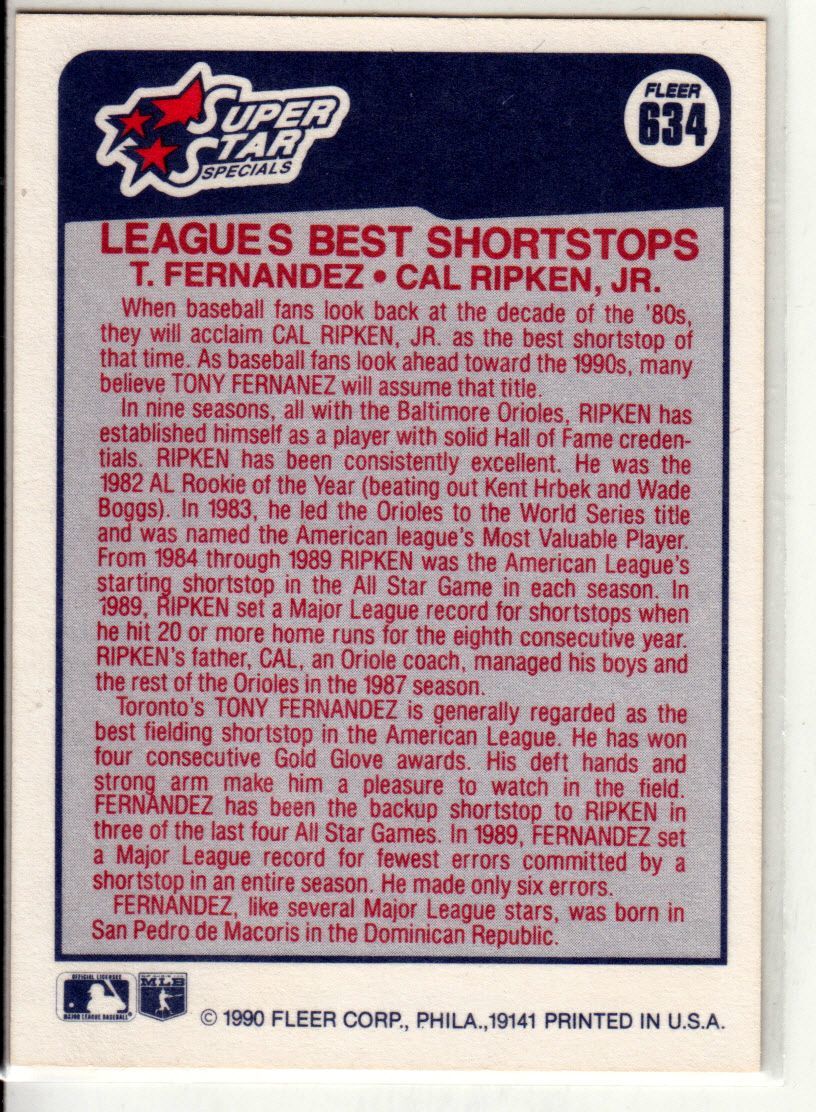 SUPER
STAR
SPECIALS
FLEER
634
LEAGUE'S BEST SHORTSTOPS
T. FERNANDEZ • CAL RIPKEN, JR.
When baseball fans look back at the decade of the '80s,
they will acclaim CAL RIPKEN, JR. as the best shortstop of
that time. As baseball fans look ahead toward the 1990s, many
believe TONY FERNANEZ will assume that title.
In nine seasons, all with the Baltimore Orioles, RIPKEN has
established himself as a player with solid Hall of Fame creden-
tials. RIPKEN has been consistently excellent. He was the
1982 AL Rookie of the Year (beating out Kent Hrbek and Wade
Boggs). In 1983, he led the Orioles to the World Series title
and was named the American league's Most Valuable Player.
From 1984 through 1989 RIPKEN was the American League's
starting shortstop in the All Star Game in each season. In
1989, RIPKEN set a Major League record for shortstops when
he hit 20 or more home runs for the eighth consecutive year.
RIPKEN's father, CAL, an Oriole coach, managed his boys and
the rest of the Orioles in the 1987 season.
Toronto's TONY FERNANDEZ is generally regarded as the
best fielding shortstop in the American League. He has won
four consecutive Gold Glove awards. His deft hands and
strong arm make him a pleasure to watch in the field.
FERNANDEZ has been the backup shortstop to RIPKEN in
three of the last four All Star Games. In 1989, FERNANDEZ set
a Major League record for fewest errors committed by a
shortstop in an entire season. He made only six errors.
FERNANDEZ, like several Major League stars, was born in
San Pedro de Macoris in the Dominican Republic.
OFFICIAL LICENSEE
MAJOR LEAGUE BASEBALL
MLB
© 1990 FLEER CORP., PHILA.,19141 PRINTED IN U.S.A.